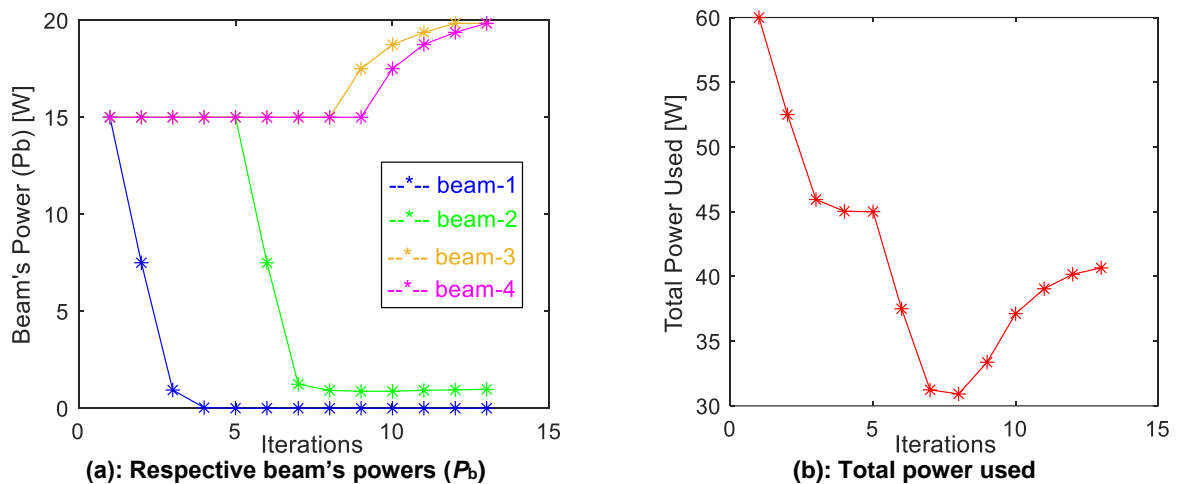 20
15
10
5
0
Beam's Power (Pb) [W]
--*-- beam-1
--*-- beam-2
--*-- beam-3
--*-- beam-4
0
5
10
15
Iterations
(a): Respective beam's powers (Pb)
60
55
50
45
40
35
30
Total Power Used [W]
0
5
10
15
Iterations
(b): Total power used